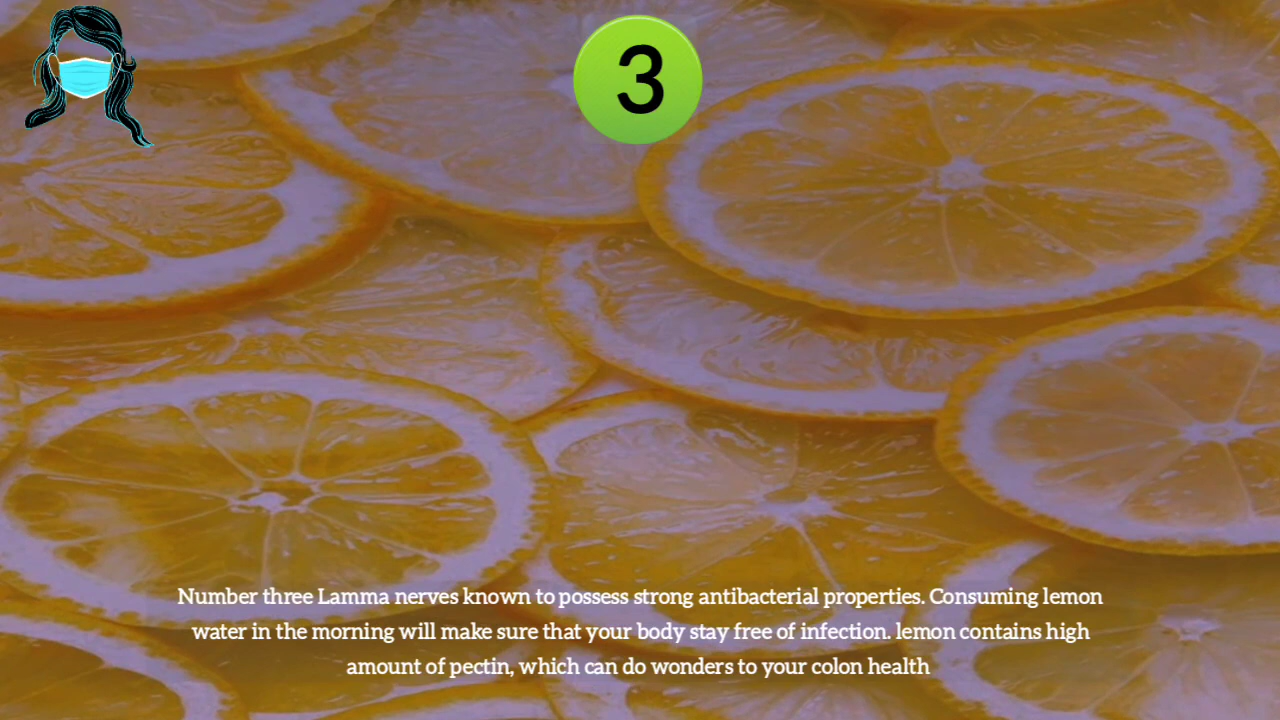 3
Number three Lamma nerves known to possess strong antibacterial properties. Consuming lemon
water in the morning will make sure that your body stay free of infection. lemon contains high
amount of pectin, which can do wonders to your colon health